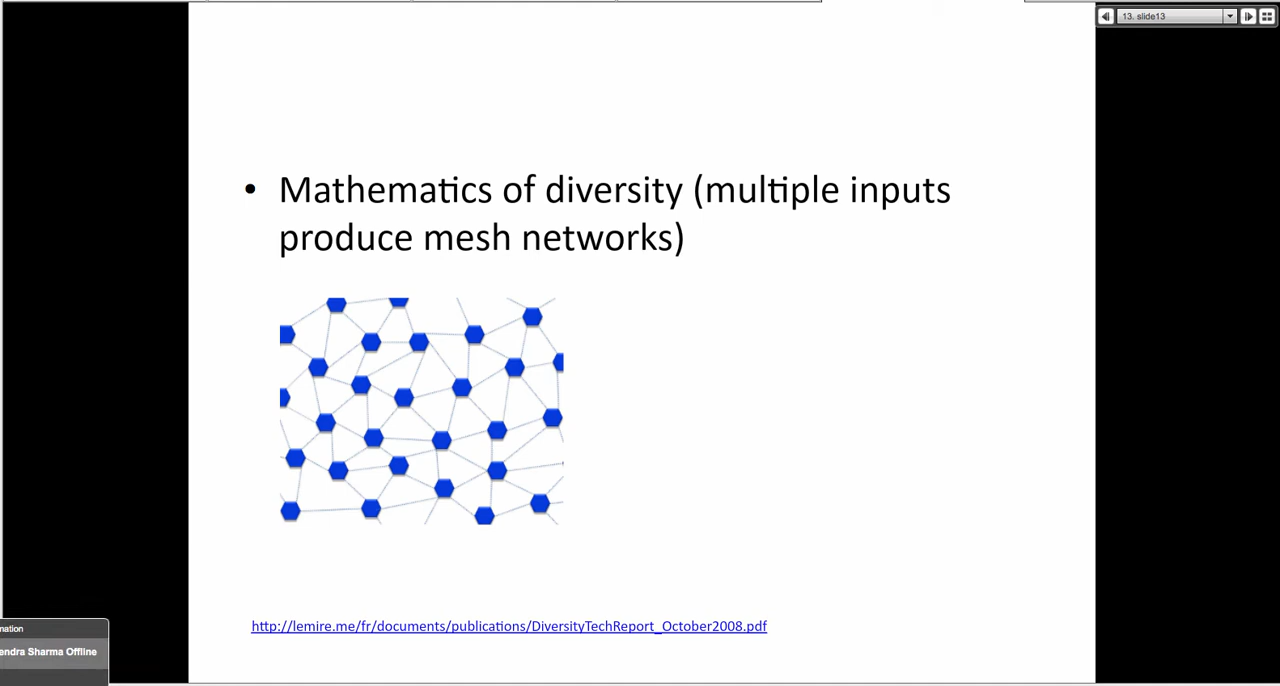 13. slide13
• Mathematics of diversity (multiple inputs
produce mesh networks)
http://lemire.me/fr/documents/publications/DiversityTechReport_October2008.pdf
mation
endra Sharma Offline